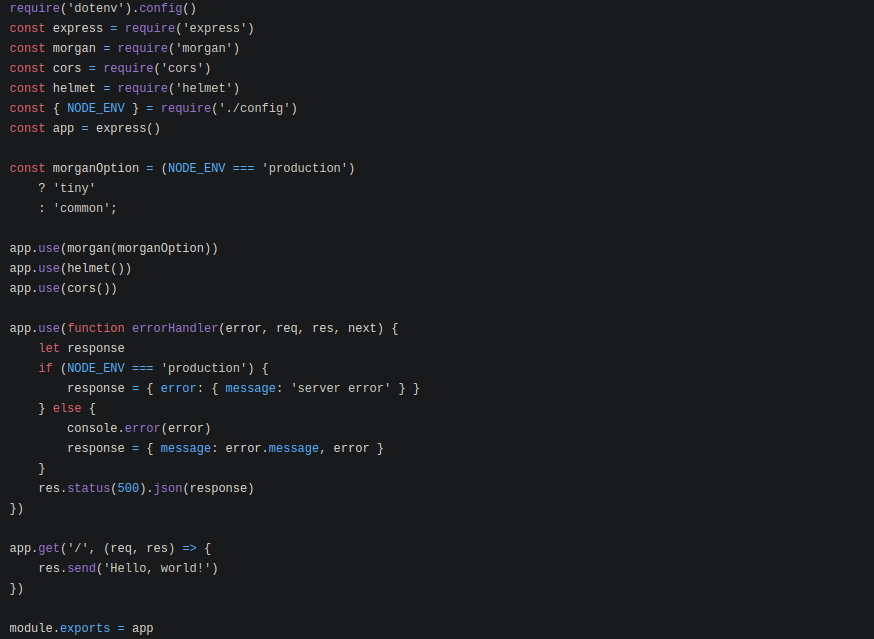 require('dotenv').config()
const express = require('express')
const morgan = require('morgan')
const cors = require('cors')
const helmet = require('helmet')
const { NODE_ENV } = require('./config')
const app = express()

const morganOption = (NODE_ENV === 'production')
    ? 'tiny'
    : 'common';

app.use(morgan(morganOption))
app.use(helmet())
app.use(cors())

app.use(function errorHandler(error, req, res, next) {
    let response
    if (NODE_ENV === 'production') {
        response = { error: { message: 'server error' } }
    } else {
        console.error(error)
        response = { message: error.message, error }
    }
    res.status(500).json(response)
})

app.get('/', (req, res) => {
    res.send('Hello, world!')
})

module.exports = app